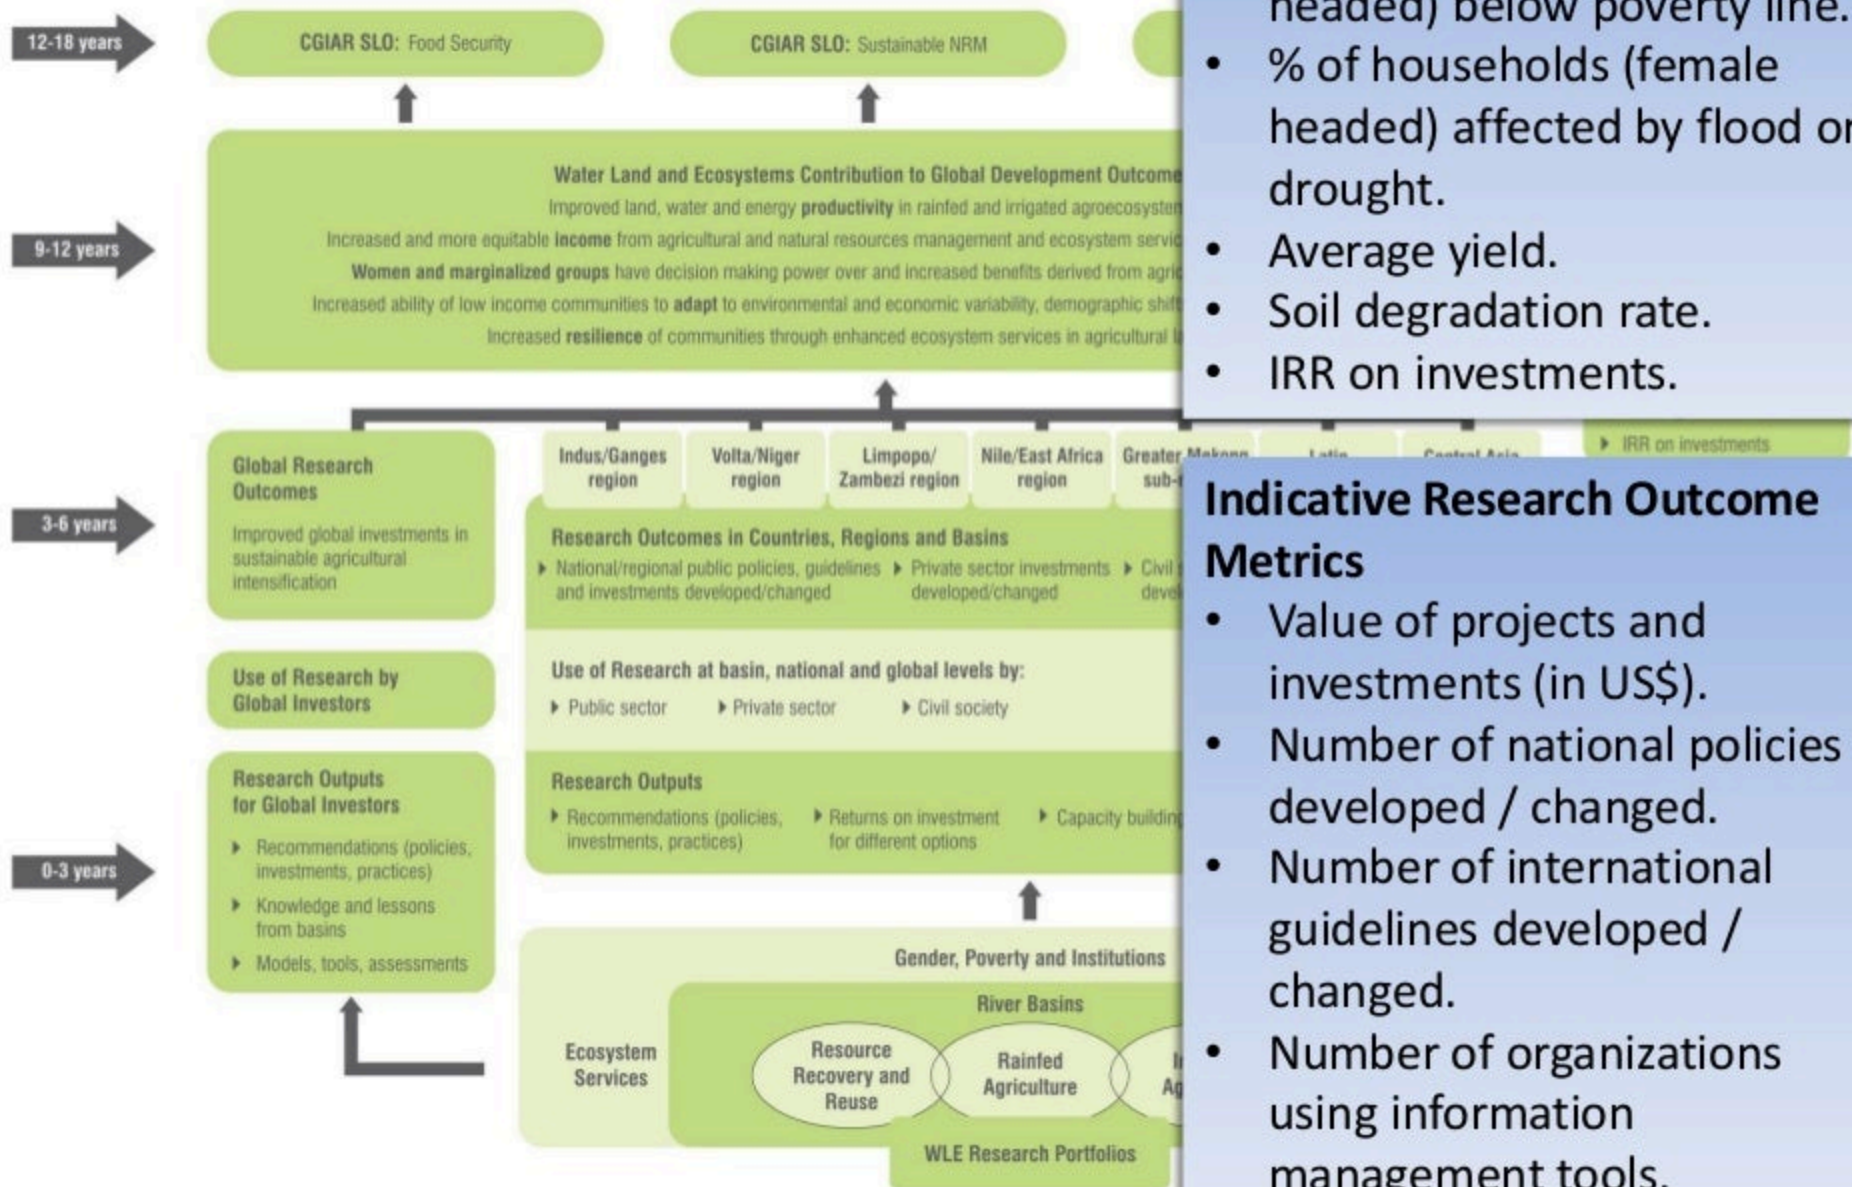 12-18 years
CGIAR SLO: Food Security
CGIAR SLO: Sustainable NRM
9-12 years
Water Land and Ecosystems Contribution to Global Development Outcome
Improved land, water and energy productivity in rainfed and irrigated
Increased and more equitable income from agricultural and natural resources management and ecosystem
Women and marginalized groups have decision making power over and increased benefits derived from
Increased ability of low income communities to adapt to environmental and economic variability, demographic
Increased resilience of communities through enhanced ecosystem services in agricultural
3-6 years
Global Research
Outcomes
Improved global investments in
sustainable agricultural
intensification
Use of Research by
Global Investors
0-3 years
Research Outputs
for Global Investors
Recommendations (policies,
investments, practices)
Knowledge and lessons
from basins
Models, tools, assessments
Indus/Ganges
region
Volta/Niger
region
Limpopo/
Zambezi region
Nile/East Africa
region
Greater
Research Outcomes in Countries, Regions and Basins
National/regional public policies, guidelines
and investments developed/changed
Private sector investments
developed/changed
Civil
Use of Research at basin, national and global levels by:
Public sector
Private sector
Civil society
Research Outputs
Recommendations (policies,
investments, practices)
Returns on investment
for different options
Capacity building
Gender, Poverty and Institutions
River Basins
Ecosystem
Services
Resource
Recovery and
Reuse
Rainfed
Agriculture
WLE Research Portfolios
headed) below poverty line.
• % of households (female
headed) affected by flood or
drought.
• Average yield.
• Soil degradation rate.
• IRR on investments.
IRR on investments
Indicative Research Outcome
Metrics
• Value of projects and
investments (in US$).
• Number of national policies
developed / changed.
• Number of international
guidelines developed /
changed.
• Number of organizations
using information
management tools.